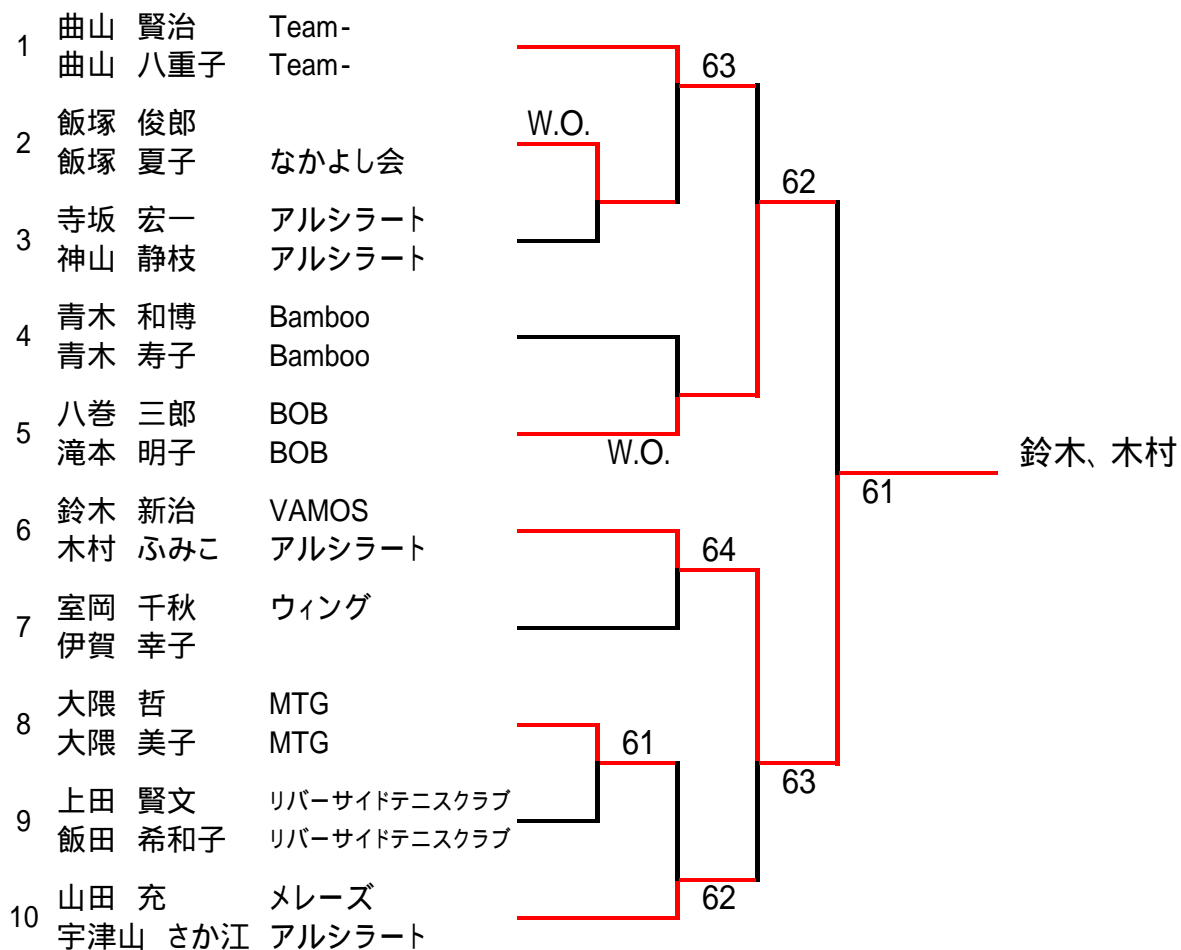 1
曲山 賢治 Team-
曲山 八重子 Team-
63
2
飯塚 俊郎
飯塚 夏子 なかよし会
W.O.
62
3
寺坂 宏一 アルシラート
神山 静枝 アルシラート
4
青木 和博 Bamboo
青木 寿子 Bamboo
5
八巻 三郎 BOB
滝本 明子 BOB
W.O.
鈴木、木村
61
6
鈴木 新治 VAMOS
木村 ふみこ アルシラート
64
7
室岡 千秋 ウィング
伊賀 幸子
8
大隈 哲 MTG
大隈 美子 MTG
61
63
9
上田 賢文 リバーサイドテニスクラブ
飯田 希和子 リバーサイドテニスクラブ
10
山田 充 メレーズ
宇津山 さか江 アルシラート
62